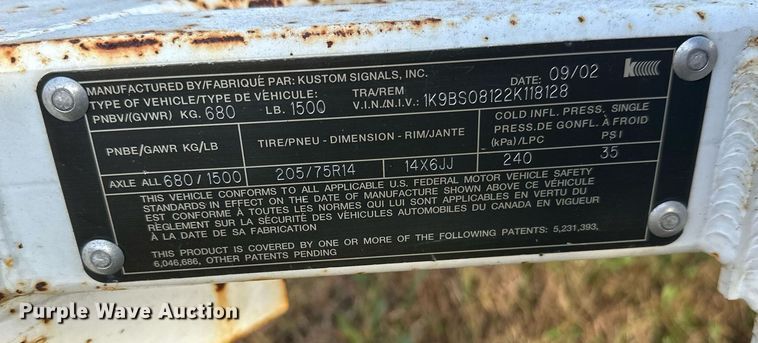 MANUFACTURED BY/FABRIQUÉ PAR: KUSTOM SIGNALS, INC. DATE: 09/02
TYPE OF VEHICLE/TYPE DE VÉHICULE: TRA/REM
PNBV/(GVWR) KG. 680 LB. 1500 V.I.N./(N.I.V.): 1K9BS08122K118128
PNBE/GAWR KG/LB TIRE/PNEU - DIMENSION - RIM/JANTE COLD INFL. PRESS. SINGLE
PRESS.DE GONFL. À FROID
(kPa) /LPC PSI
AXLE ALL 680/1500 205/75R14 14X6JJ 240 35
THIS VEHICLE CONFORMS TO ALL APPLICABLE U.S. FEDERAL MOTOR VEHICLE SAFETY
STANDARDS IN EFFECT ON THE DATE OF MANUFACTURE SHOWN ABOVE. CE VÉHICULE
EST CONFORME À TOUTES LES NORMES QUI LUI SONT APPLICABLES EN VERTU DU
RÈGLEMENT SUR LA SÉCURITÉ DES VÉHICULES AUTOMOBILES DU CANADA EN VIGUEUR
À LA DATE DE SA FABRICATION
THIS PRODUCT IS COVERED BY ONE OR MORE OF THE FOLLOWING PATENTS: 5,231,393,
6,046,686, OTHER PATENTS PENDING
Purple Wave Auction